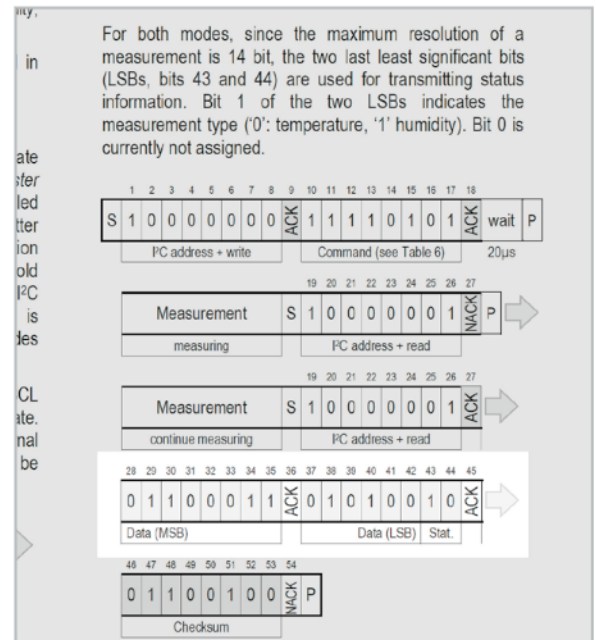 in
ate
ster
led
tter
ion
old
I²C
is
des
CL
ate.
nal
be
For both modes, since the maximum resolution of a
measurement is 14 bit, the two last least significant bits
(LSBs, bits 43 and 44) are used for transmitting status
information. Bit 1 of the two LSBs indicates the
measurement type ('0': temperature, '1' humidity). Bit 0 is
currently not assigned.
1 2 3 4 5 6 7 8 9 10 11 12 13 14 15 16 17 18
S 1 0 0 0 0 0 0 0 ACK 1 1 1 1 0 1 0 1 ACK wait P
I²C address + write Command (see Table 6) 20µs
19 20 21 22 23 24 25 26 27
Measurement S 1 0 0 0 0 0 0 1 NACK P
measuring I²C address + read
19 20 21 22 23 24 25 26 27
Measurement S 1 0 0 0 0 0 0 1 ACK
continue measuring I²C address + read
28 29 30 31 32 33 34 35 36 37 38 39 40 41 42 43 44 45
0 1 1 0 0 0 1 1 ACK 0 1 0 1 0 0 1 0 ACK
Data (MSB) Data (LSB) Stat.
46 47 48 49 50 51 52 53 54
0 1 1 0 0 1 0 0 NACK P
Checksum